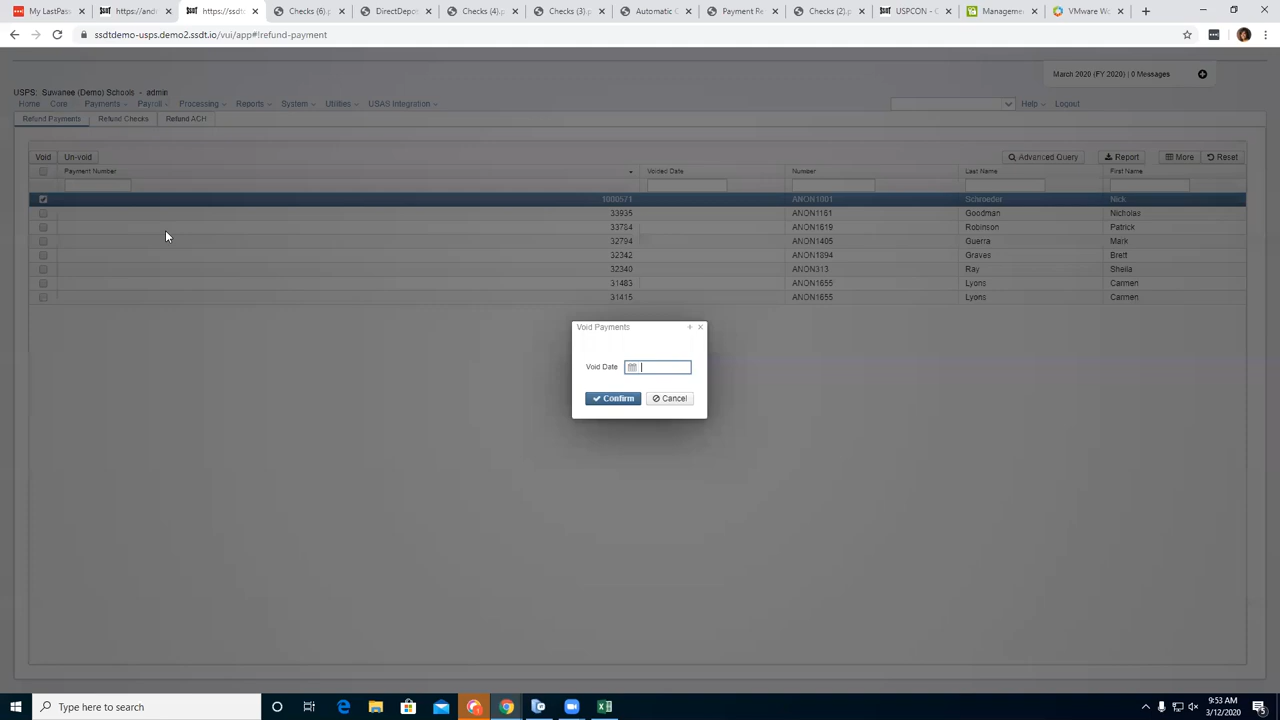 My LastPass
https://andr
https://ssdt
Checks (6).p
DirectDepo
Checks (4).p
Checks (3).p
Automatic C
Payment Re
Checks (2).p
USPCON - C
Managemen
VMware Wo
ssdtdemo-usps.demo2.ssdt.io/vui/app#!refund-payment
March 2020 (FY 2020) | 0 Messages
USPS: Suwanee (Demo) Schools - admin
Home Core Payments Payroll Processing Reports System Utilities USAS Integration Help Logout
Refund Payments Refund Checks Refund ACH
Void Un-void Advanced Query Report More Reset
Payment Number Voided Date Number Last Name First Name
1000571 ANON1001 Schroeder Nick
33935 ANON1161 Goodman Nicholas
33784 ANON1619 Robinson Patrick
32794 ANON1405 Guerra Mark
32342 ANON1894 Graves Brett
32340 ANON313 Ray Sheila
31483 ANON1655 Lyons Carmen
31415 ANON1655 Lyons Carmen
Void Payments
Void Date
Confirm Cancel
Type here to search
9:53 AM
3/12/2020